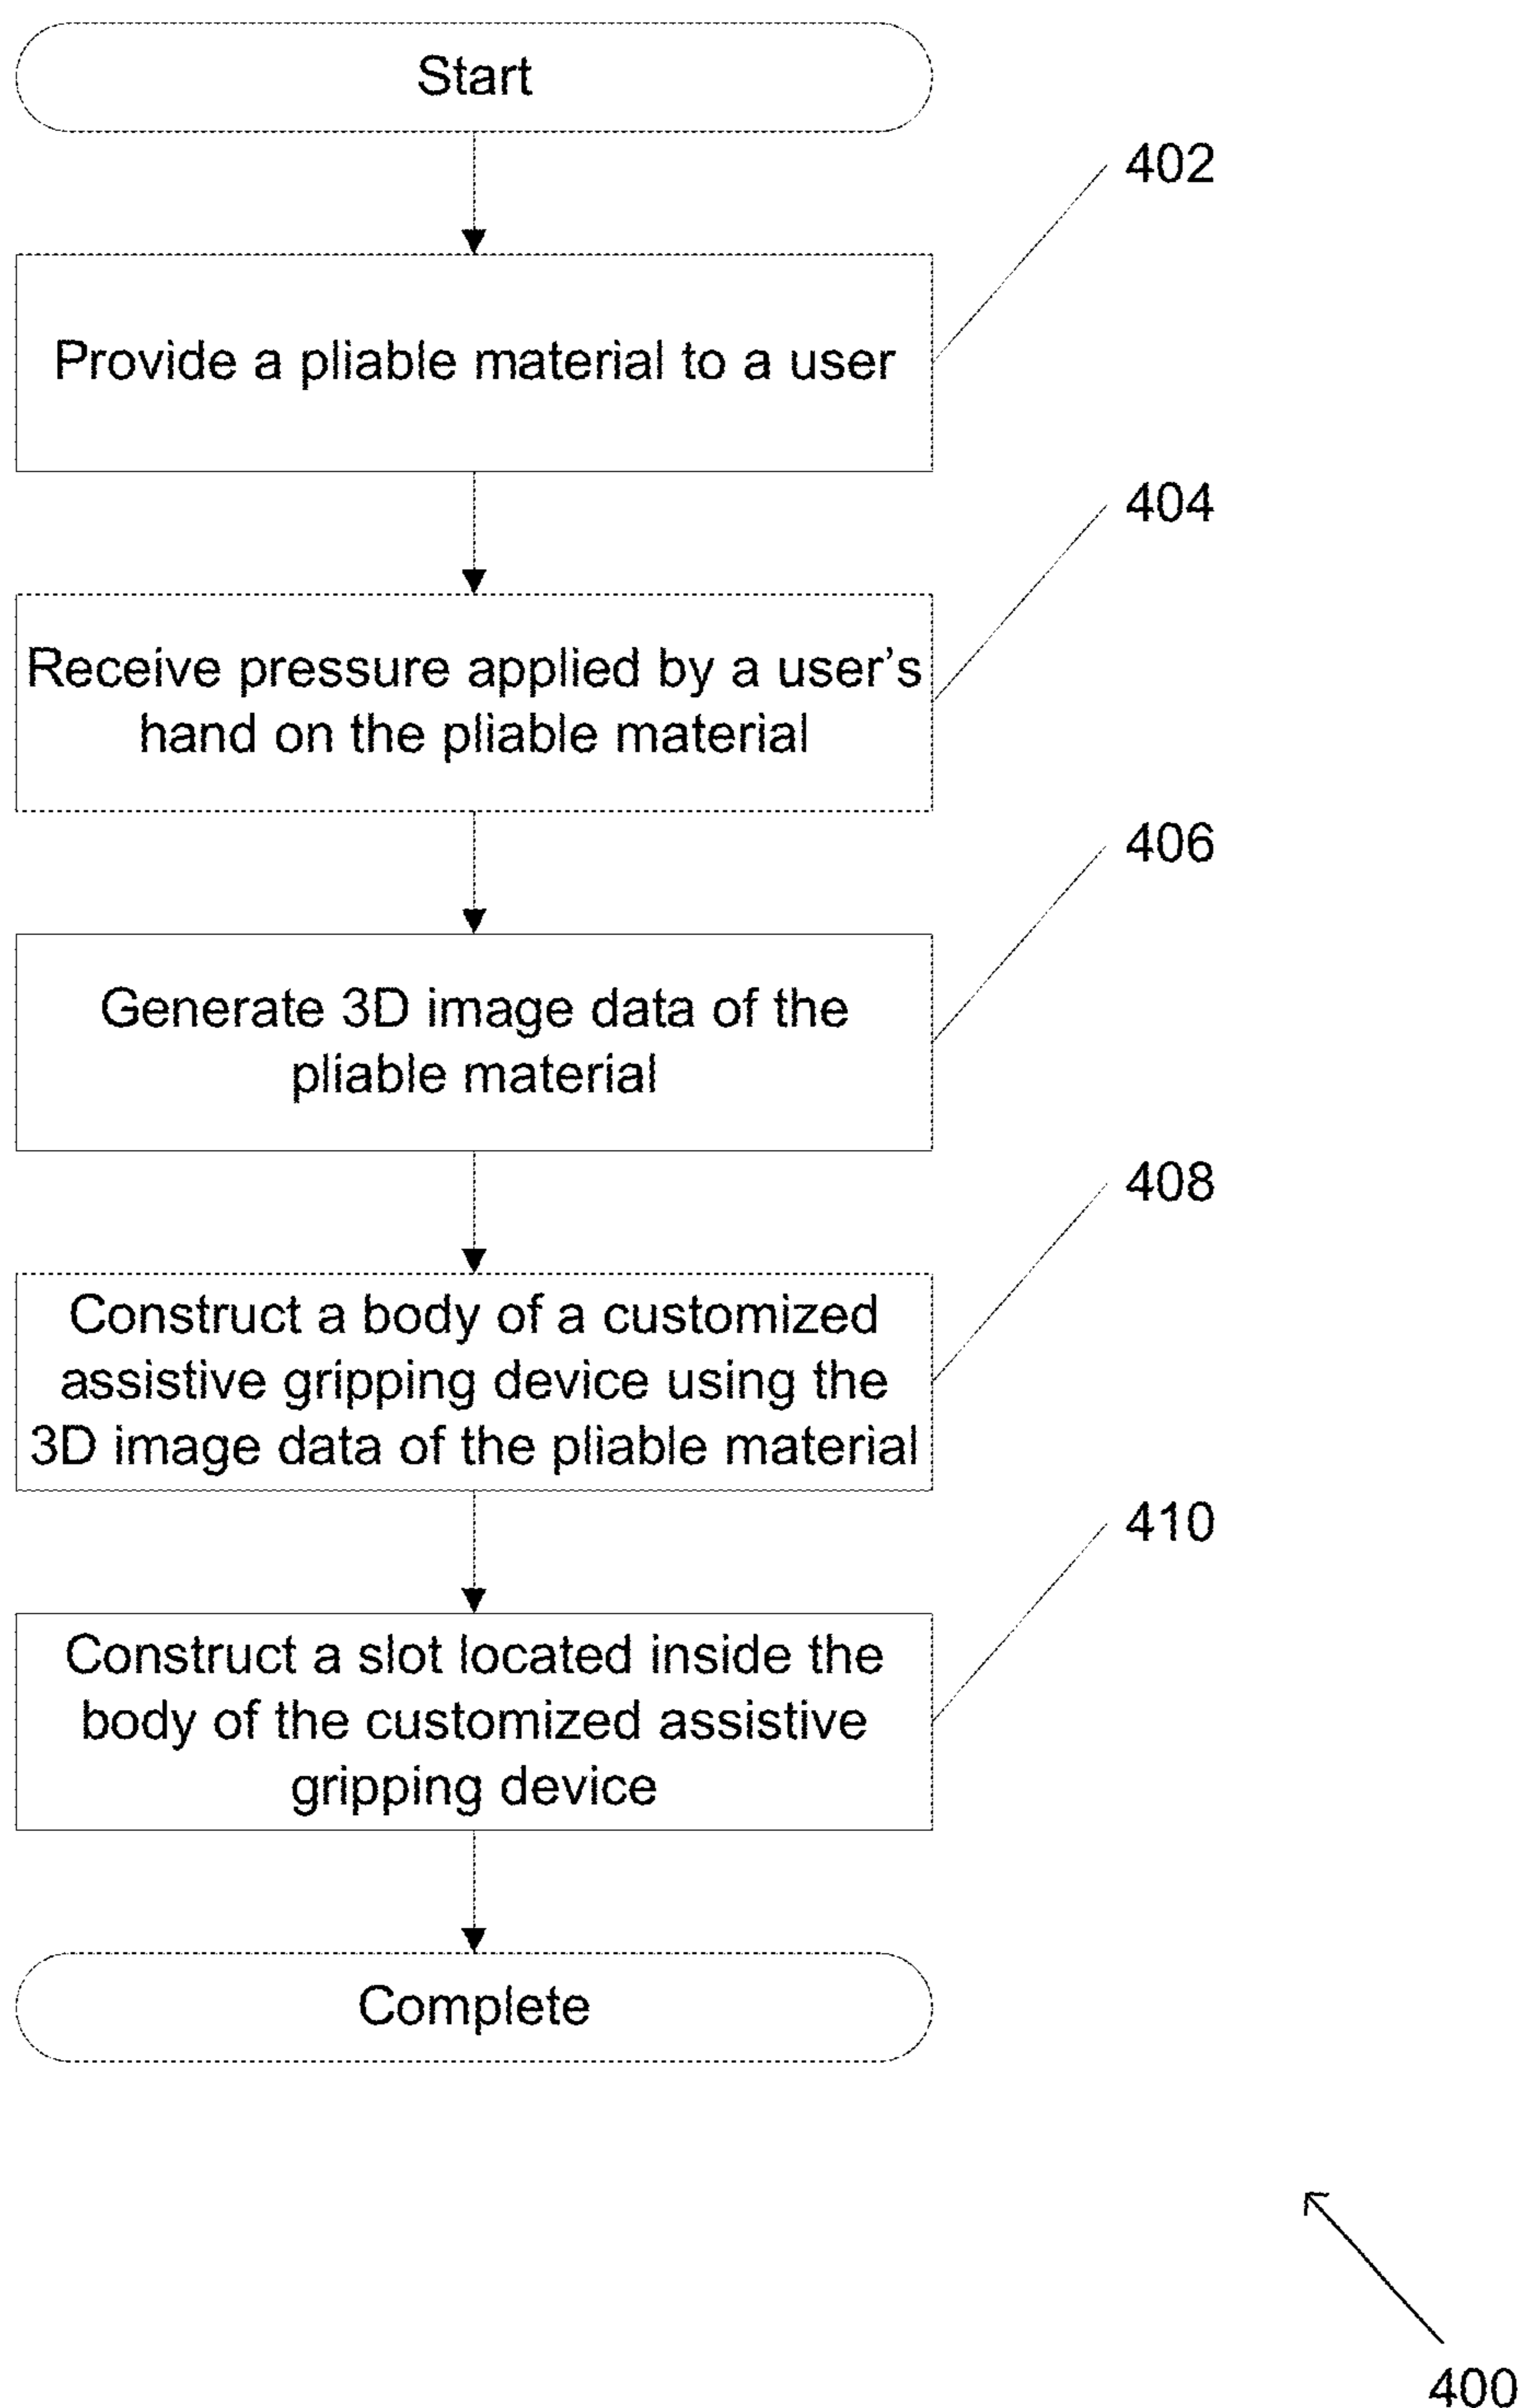 Start
402
Provide a pliable material to a user
404
Receive pressure applied by a user's
hand on the pliable material
406
Generate 3D image data of the
pliable material
408
Construct a body of a customized
assistive gripping device using the
3D image data of the pliable material
410
Construct a slot located inside the
body of the customized assistive
gripping device
Complete
400